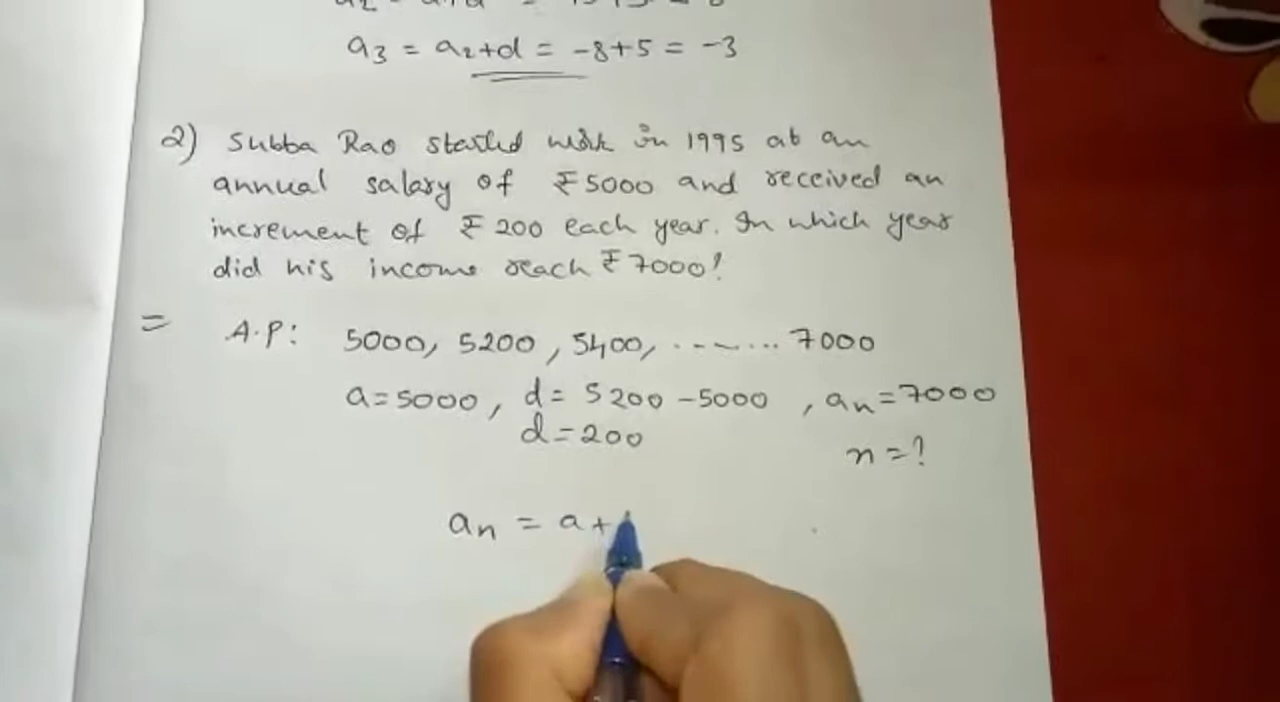 a₃ = a₂+d = -8+5 = -3
2) Subba Rao started work in 1995 at an
annual salary of ₹5000 and received an
increment of ₹200 each year. In which year
did his income reach ₹7000?
= A.P: 5000, 5200, 5400, ....... 7000
a=5000, d= 5200-5000, aₙ=7000
d=200
n=?
aₙ = a+